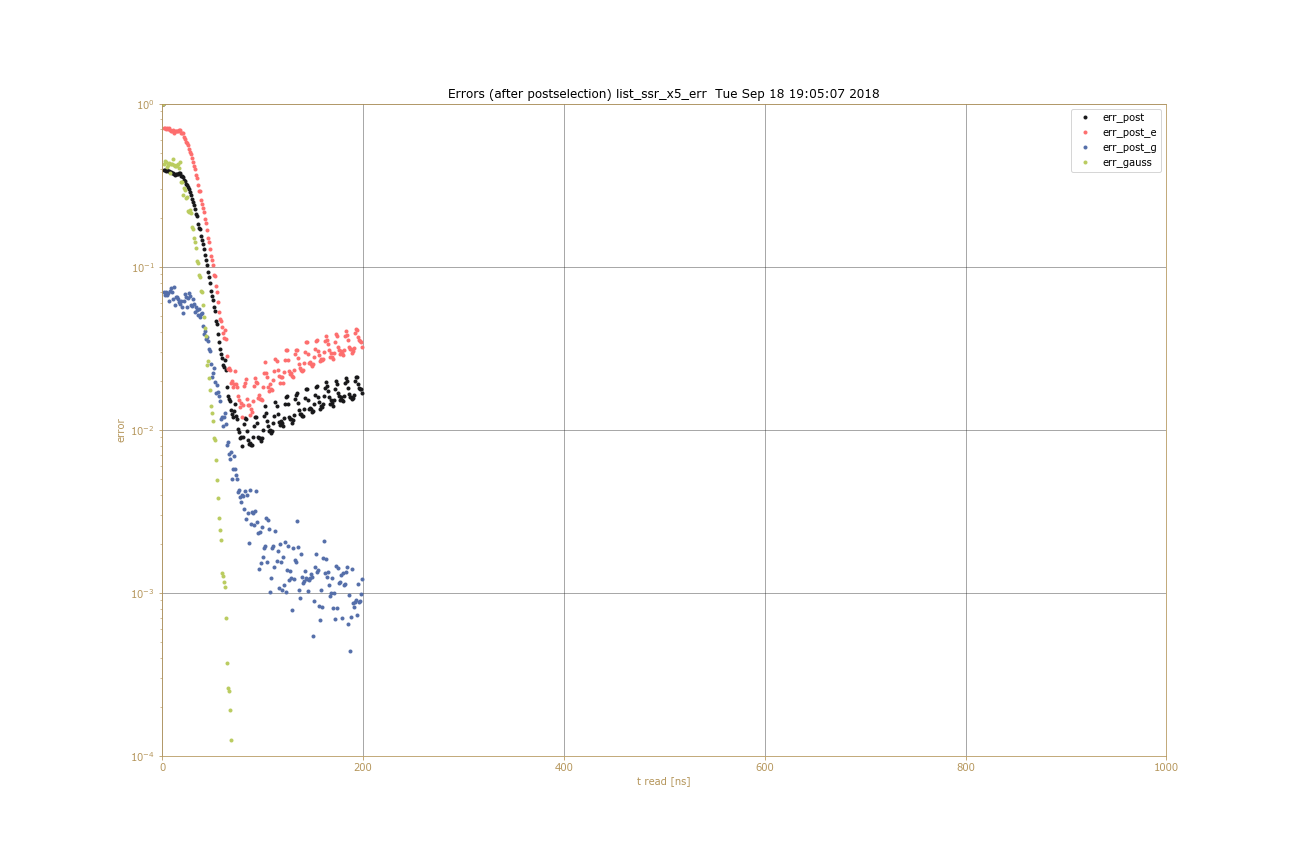 Errors (after postselection) list_ssr_x5_err  Tue Sep 18 19:05:07 2018
10⁰
10⁻¹
10⁻²
10⁻³
10⁻⁴
error
err_post
err_post_e
err_post_g
err_gauss
0
200
400
600
800
1000
t read [ns]